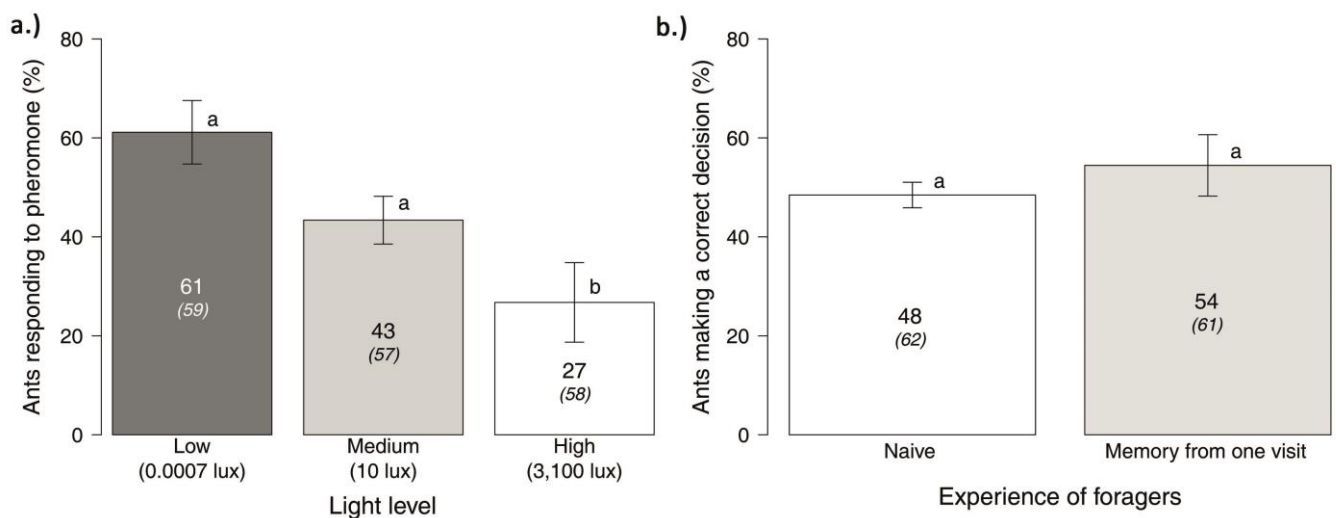 a.)
Ants responding to pheromone (%)
80
60
40
20
0
a
61
(59)
a
43
(57)
b
27
(58)
Low
(0.0007 lux)
Medium
(10 lux)
High
(3,100 lux)
Light level
b.)
Ants making a correct decision (%)
80
60
40
20
0
a
48
(62)
a
54
(61)
Naive
Memory from one visit
Experience of foragers